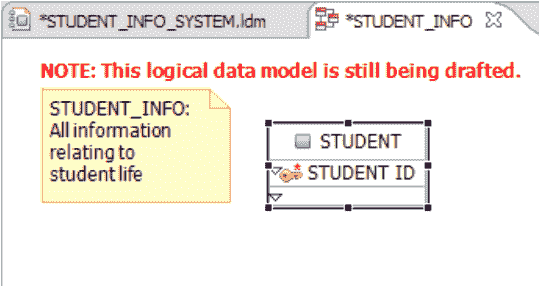 *STUDENT_INFO_SYSTEM.ldm
*STUDENT_INFO
NOTE: This logical data model is still being drafted.
STUDENT_INFO:
All information
relating to
student life
STUDENT
STUDENT ID